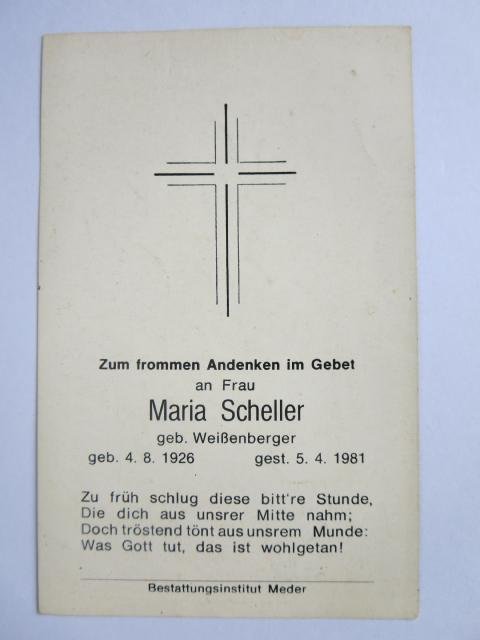 Zum frommen Andenken im Gebet
an Frau
Maria Scheller
geb. Weißenberger
geb. 4. 8. 1926 gest. 5. 4. 1981
Zu früh schlug diese bitt're Stunde,
Die dich aus unsrer Mitte nahm;
Doch tröstend tönt aus unsrem Munde:
Was Gott tut, das ist wohlgetan!
Bestattungsinstitut Meder